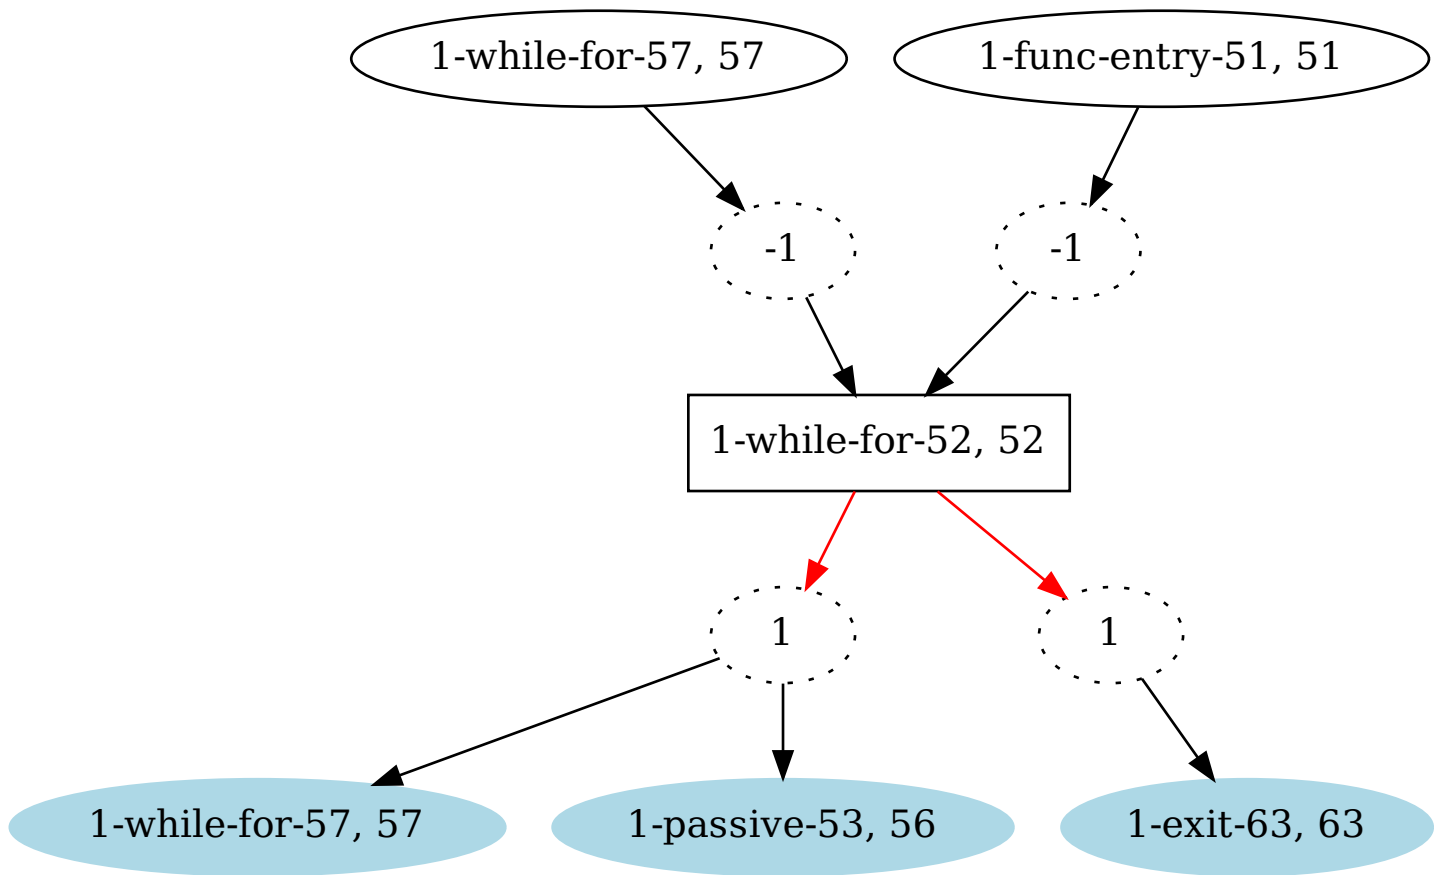 1-while-for-57, 57
1-func-entry-51, 51
-1
-1
1-while-for-52, 52
1
1
1-while-for-57, 57
1-passive-53, 56
1-exit-63, 63